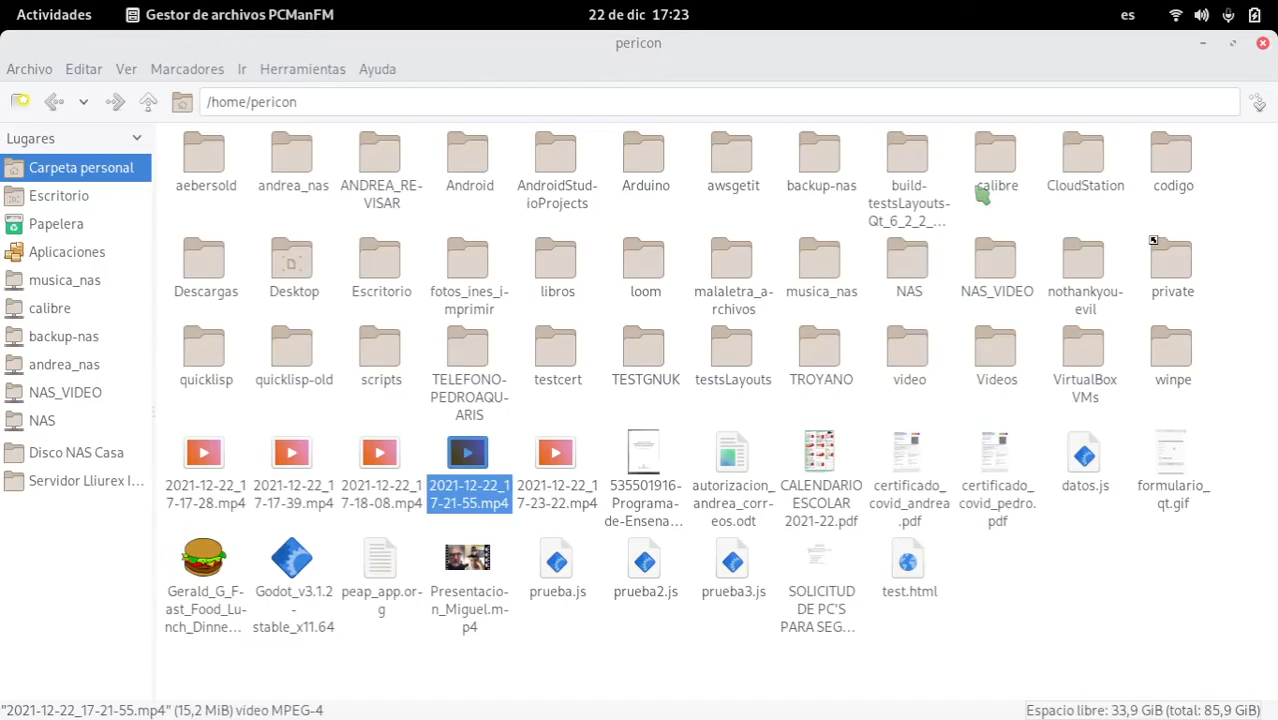 Actividades Gestor de archivos PCManFM 22 de dic 17:23 es
pericon
Archivo Editar Ver Marcadores Ir Herramientas Ayuda
/home/pericon
Lugares
Carpeta personal
Escritorio
Papelera
Aplicaciones
musica_nas
calibre
backup-nas
andrea_nas
NAS_VIDEO
NAS
Disco NAS Casa
Servidor Lliurex I...
aebersold
andrea_nas
ANDREA_RE-
VISAR
Android
AndroidStud-
ioProjects
Arduino
awsgetit
backup-nas
build-
testsLayouts-
Qt_6_2_2_...
calibre
CloudStation
codigo
Descargas
Desktop
Escritorio
fotos_ines_i-
mprimir
libros
loom
malaletra_a-
rchivos
musica_nas
NAS
NAS_VIDEO
nothankyou-
evil
private
quicklisp
quicklisp-old
scripts
TELEFONO-
PEDROAQU-
ARIS
testcert
TESTGNUK
testsLayouts
TROYANO
video
Videos
VirtualBox
VMs
winpe
2021-12-22_1
7-17-28.mp4
2021-12-22_1
7-17-39.mp4
2021-12-22_1
7-18-08.mp4
2021-12-22_1
7-21-55.mp4
2021-12-22_1
7-23-22.mp4
535501916-
Programa-
de-Ensena...
autorizacion_
andrea_corr-
eos.odt
CALENDARIO
ESCOLAR
2021-22.pdf
certificado_
covid_andrea
.pdf
certificado_
covid_pedro.
pdf
datos.js
formulario_
qt.gif
Gerald_G_F-
ast_Food_Lu-
nch_Dinne...
Godot_v3.1.2
-
stable_x11.64
peap_app.or-
g
Presentacio-
n_Miguel.m-
p4
prueba.js
prueba2.js
prueba3.js
SOLICITUD
DE PC'S
PARA SEG...
test.html
"2021-12-22_17-21-55.mp4" (15,2 MiB) vídeo MPEG-4
Espacio libre: 33,9 GiB (total: 85,9 GiB)